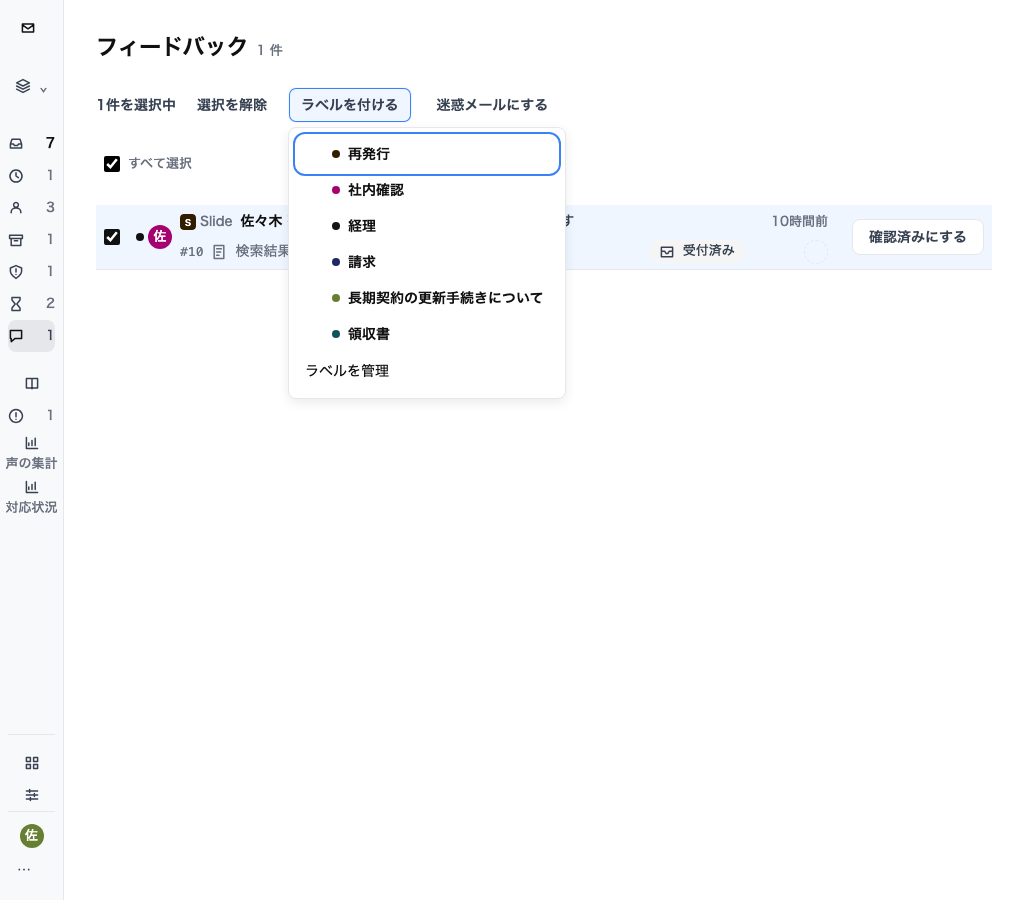 フィードバック 1 件
1件を選択中 選択を解除 ラベルを付ける 迷惑メールにする
すべて選択
再発行
社内確認
経理
請求
長期契約の更新手続きについて
領収書
ラベルを管理
佐 S Slide 佐々木 す 10時間前
#10 検索結果 受付済み
確認済みにする
7
1
3
1
1
2
1
1
声の集計
対応状況
佐
...